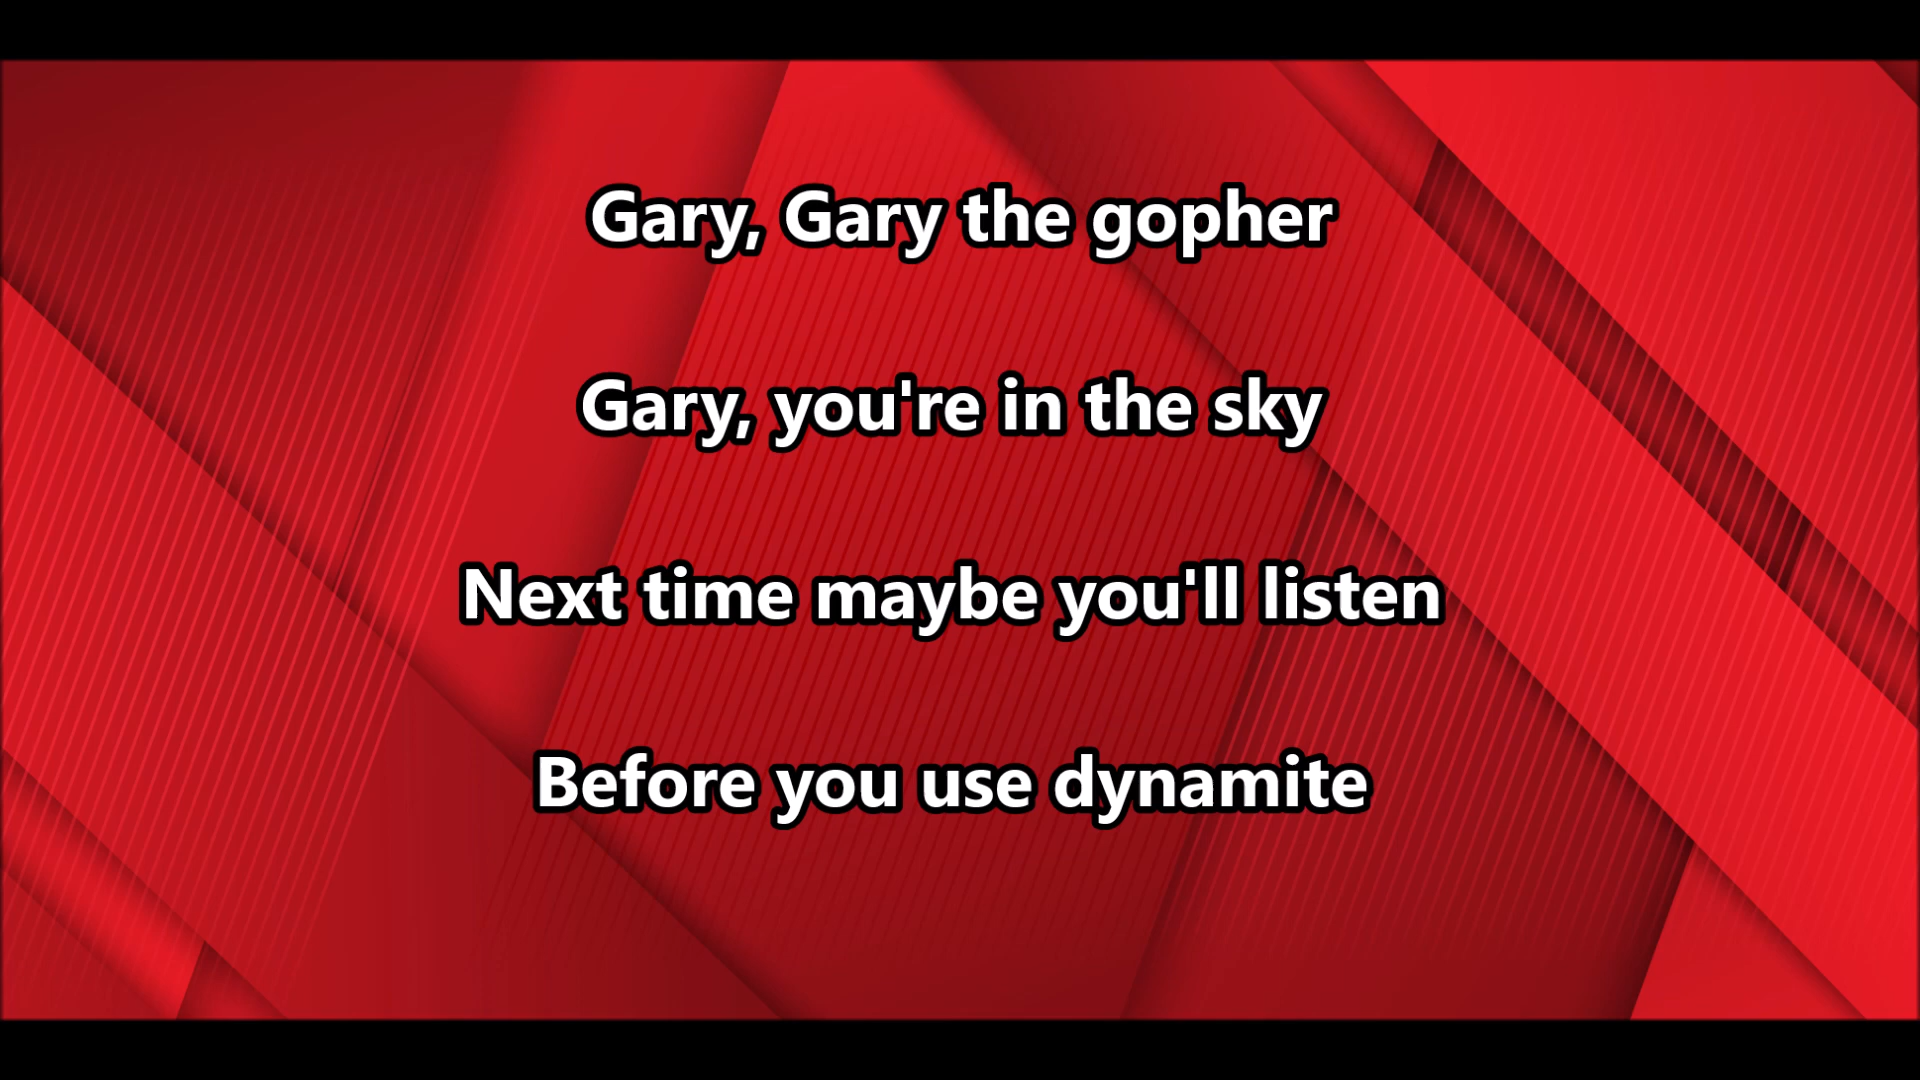 Gary, Gary the gopher
Gary, you're in the sky
Next time maybe you'll listen
Before you use dynamite